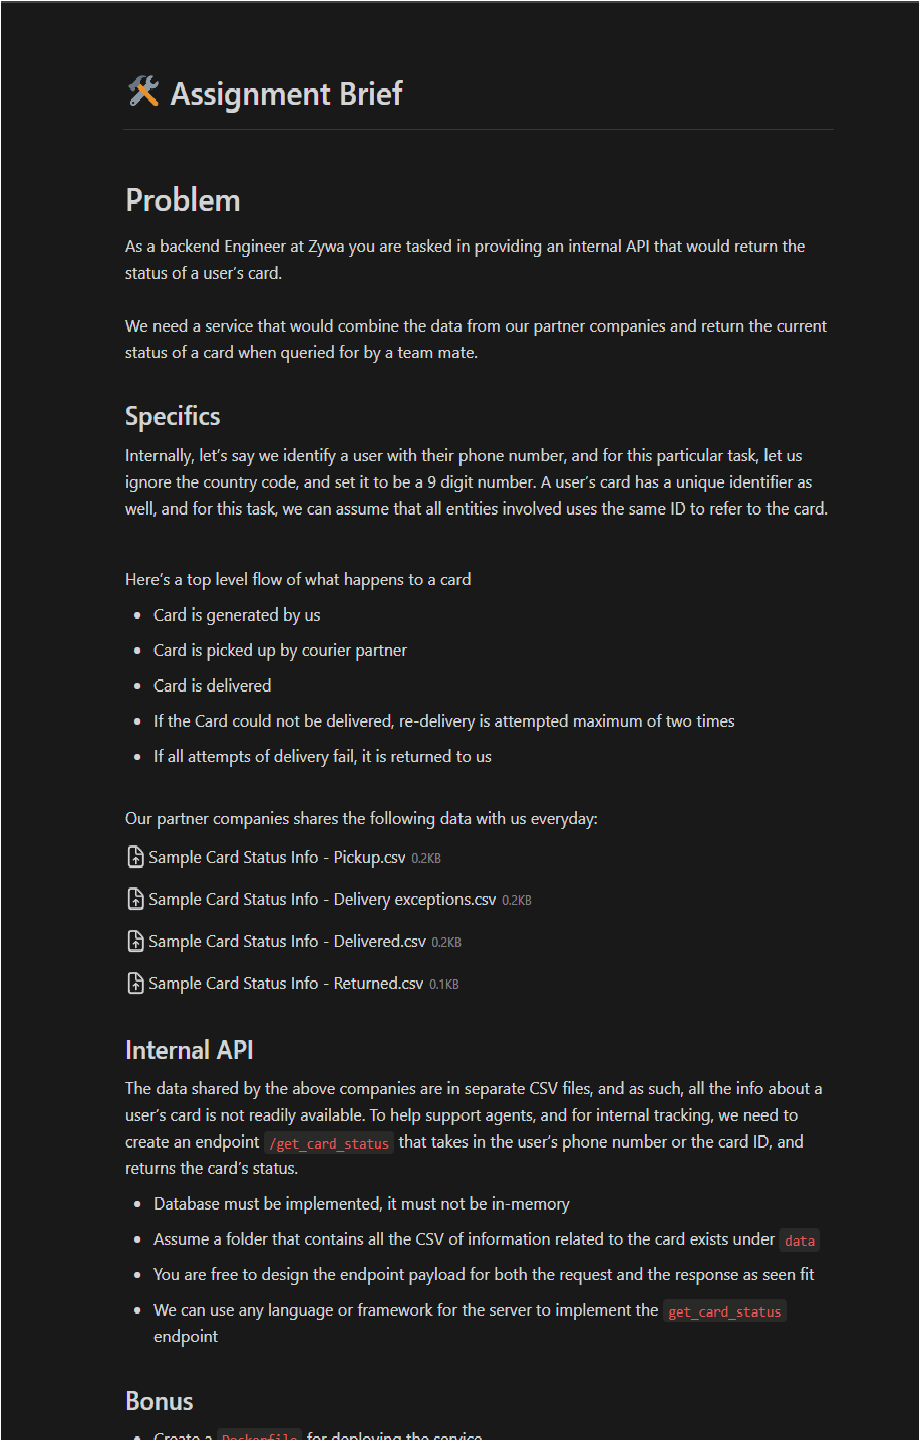 🛠 Assignment Brief
Problem
As a backend Engineer at Zywa you are tasked in providing an internal API that would return the
status of a user's card.
We need a service that would combine the data from our partner companies and return the current
status of a card when queried for by a team mate.
Specifics
Internally, let's say we identify a user with their phone number, and for this particular task, let us
ignore the country code, and set it to be a 9 digit number. A user's card has a unique identifier as
well, and for this task, we can assume that all entities involved uses the same ID to refer to the card.
Here's a top level flow of what happens to a card
• Card is generated by us
• Card is picked up by courier partner
• Card is delivered
• If the Card could not be delivered, re-delivery is attempted maximum of two times
• If all attempts of delivery fail, it is returned to us
Our partner companies shares the following data with us everyday:
Sample Card Status Info - Pickup.csv 0.2KB
Sample Card Status Info - Delivery exceptions.csv 0.2KB
Sample Card Status Info - Delivered.csv 0.2KB
Sample Card Status Info - Returned.csv 0.1KB
Internal API
The data shared by the above companies are in separate CSV files, and as such, all the info about a
user's card is not readily available. To help support agents, and for internal tracking, we need to
create an endpoint /get_card_status that takes in the user's phone number or the card ID, and
returns the card's status.
• Database must be implemented, it must not be in-memory
• Assume a folder that contains all the CSV of information related to the card exists under data
• You are free to design the endpoint payload for both the request and the response as seen fit
• We can use any language or framework for the server to implement the get_card_status
endpoint
Bonus
• Create a Dockerfile for deploying the service